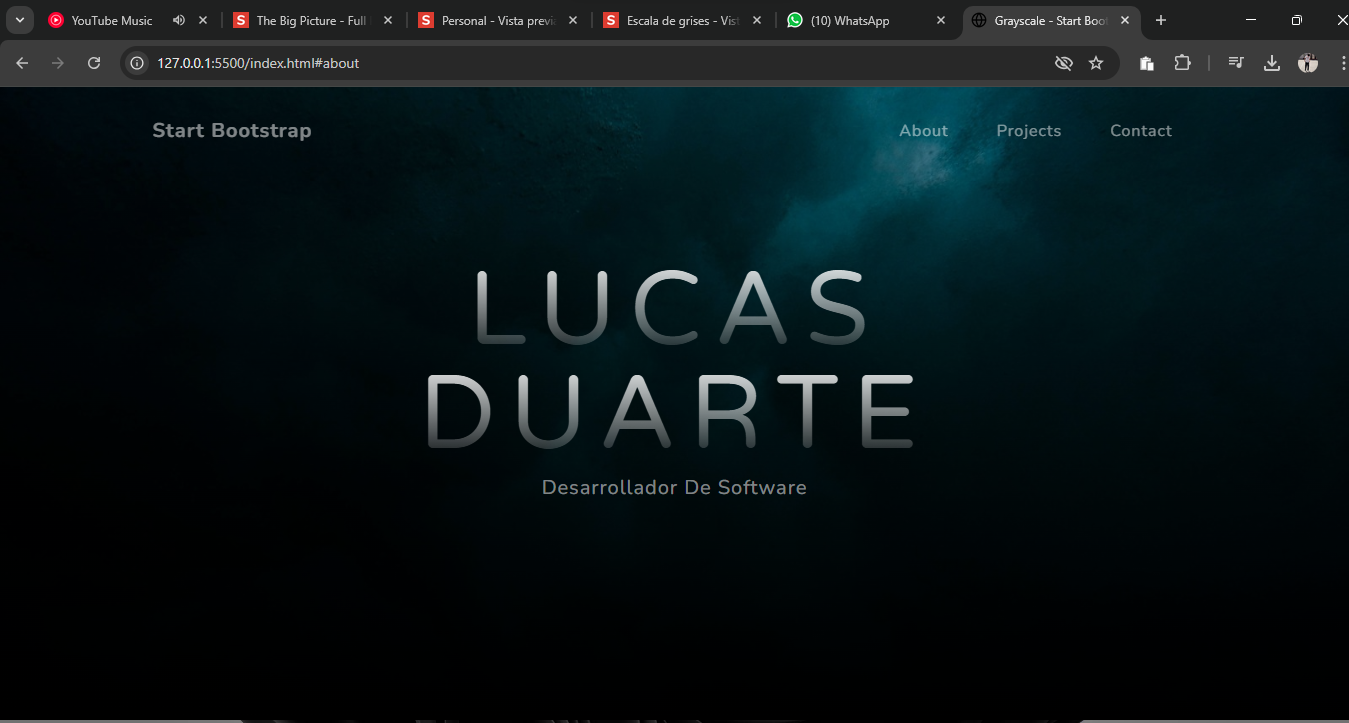 YouTube Music
The Big Picture - Full
Personal - Vista previ
Escala de grises - Vist
(10) WhatsApp
Grayscale - Start Boot
127.0.0.1:5500/index.html#about
Start Bootstrap
About
Projects
Contact
LUCAS
DUARTE
Desarrollador De Software